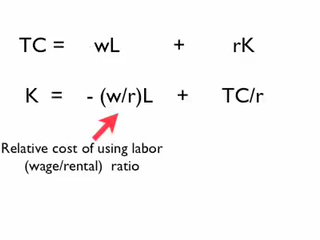 TC = wL + rK
K = - (w/r)L + TC/r
Relative cost of using labor
(wage/rental) ratio